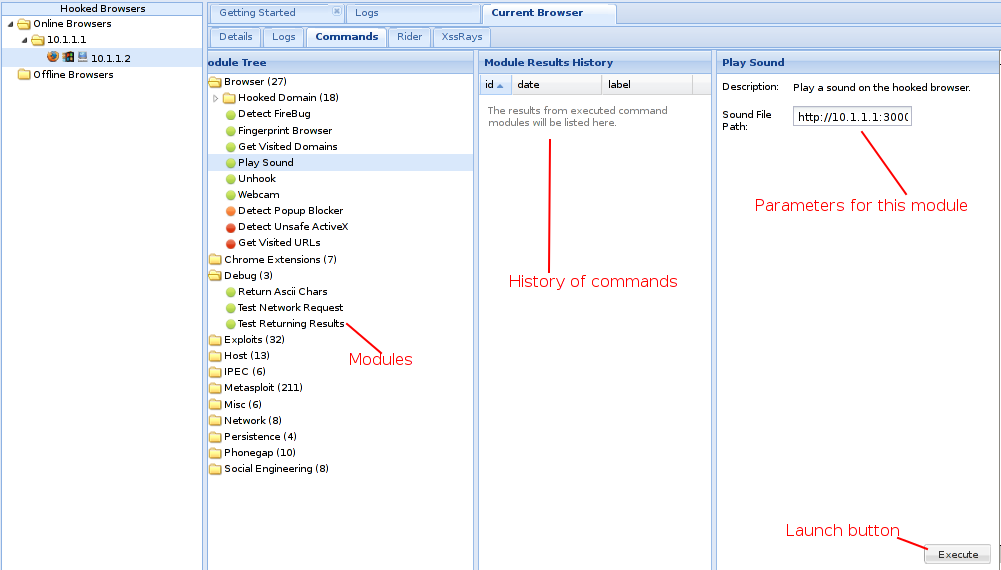 Hooked Browsers
Online Browsers
10.1.1.1
10.1.1.2
Offline Browsers
Getting Started
Logs
Current Browser
Details
Logs
Commands
Rider
XssRays
odule Tree
Browser (27)
Hooked Domain (18)
Detect FireBug
Fingerprint Browser
Get Visited Domains
Play Sound
Unhook
Webcam
Detect Popup Blocker
Detect Unsafe ActiveX
Get Visited URLs
Chrome Extensions (7)
Debug (3)
Return Ascii Chars
Test Network Request
Test Returning Results
Modules
Exploits (32)
Host (13)
IPEC (6)
Metasploit (211)
Misc (6)
Network (8)
Persistence (4)
Phonegap (10)
Social Engineering (8)
Module Results History
id
date
label
The results from executed command
modules will be listed here.
History of commands
Play Sound
Description:
Play a sound on the hooked browser.
Sound File
Path:
http://10.1.1.1:300(
Parameters for this module
Launch button
Execute